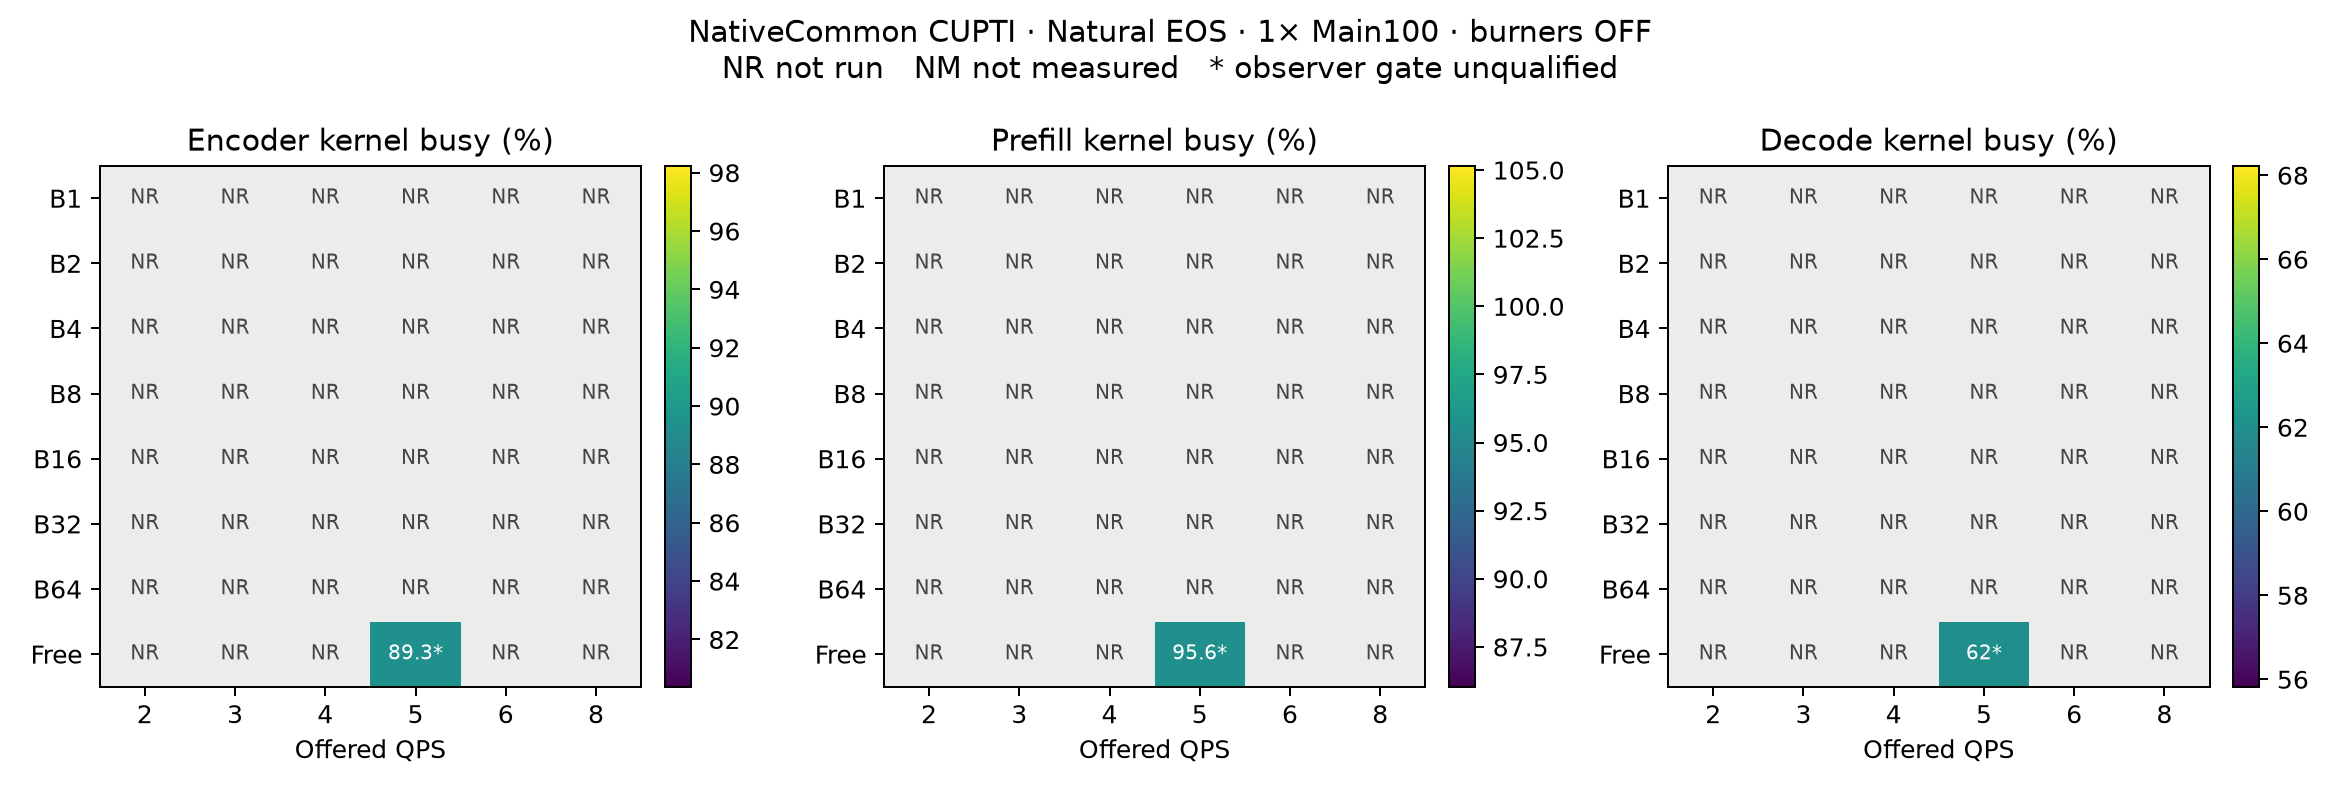 NativeCommon CUPTI · Natural EOS · 1× Main100 · burners OFF
NR not run   NM not measured   * observer gate unqualified
Encoder kernel busy (%)
B1 NR NR NR NR NR NR
B2 NR NR NR NR NR NR
B4 NR NR NR NR NR NR
B8 NR NR NR NR NR NR
B16 NR NR NR NR NR NR
B32 NR NR NR NR NR NR
B64 NR NR NR NR NR NR
Free NR NR NR 89.3* NR NR
2 3 4 5 6 8
Offered QPS
98
96
94
92
90
88
86
84
82
Prefill kernel busy (%)
B1 NR NR NR NR NR NR
B2 NR NR NR NR NR NR
B4 NR NR NR NR NR NR
B8 NR NR NR NR NR NR
B16 NR NR NR NR NR NR
B32 NR NR NR NR NR NR
B64 NR NR NR NR NR NR
Free NR NR NR 95.6* NR NR
2 3 4 5 6 8
Offered QPS
105.0
102.5
100.0
97.5
95.0
92.5
90.0
87.5
Decode kernel busy (%)
B1 NR NR NR NR NR NR
B2 NR NR NR NR NR NR
B4 NR NR NR NR NR NR
B8 NR NR NR NR NR NR
B16 NR NR NR NR NR NR
B32 NR NR NR NR NR NR
B64 NR NR NR NR NR NR
Free NR NR NR 62* NR NR
2 3 4 5 6 8
Offered QPS
68
66
64
62
60
58
56